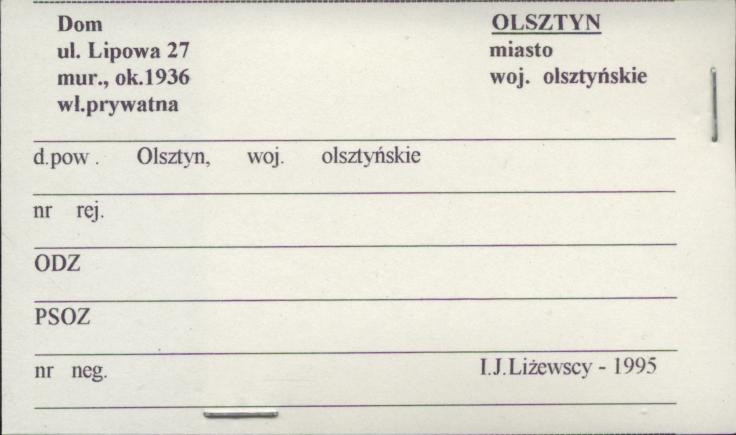 Dom
ul. Lipowa 27
mur., ok.1936
wł.prywatna
OLSZTYN
miasto
woj. olsztyńskie
d.pow . Olsztyn, woj. olsztyńskie
nr rej.
ODZ
PSOZ
nr neg.
I.J.Liżewscy - 1995